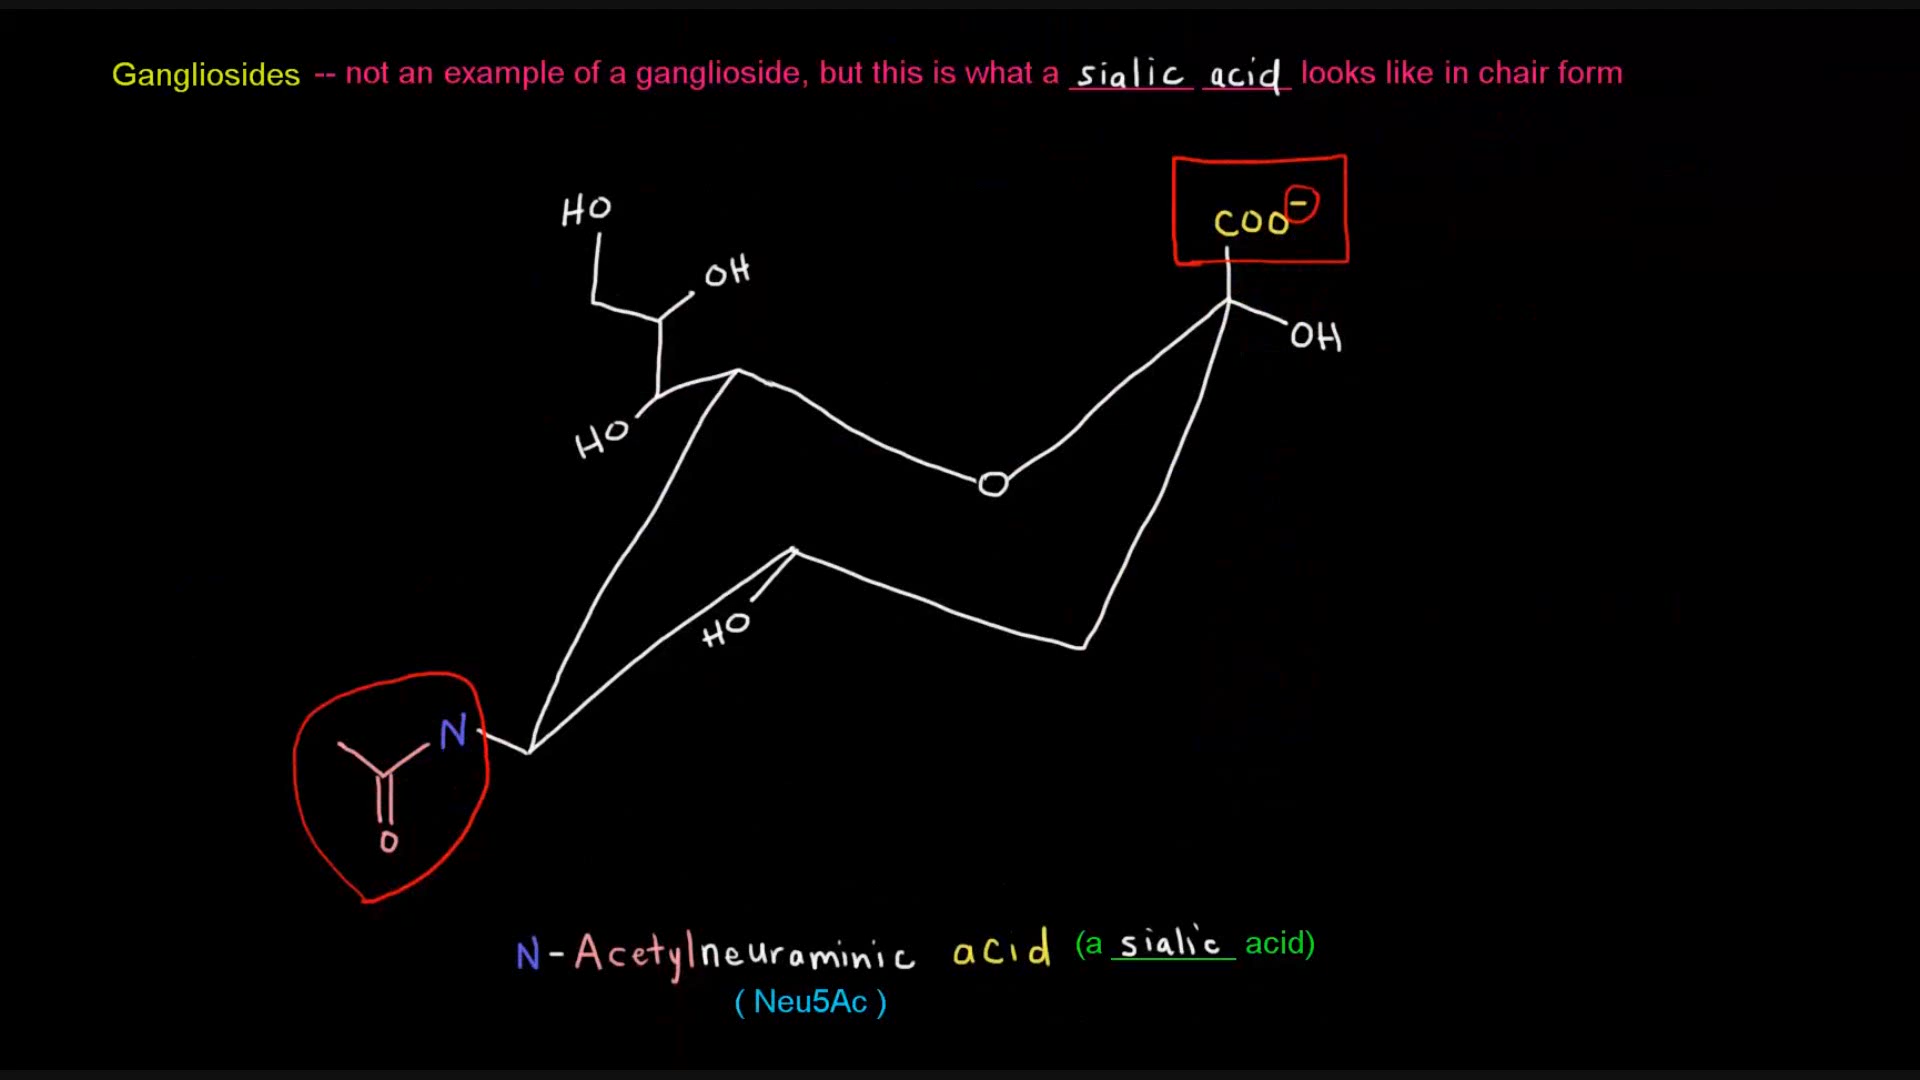 Gangliosides -- not an example of a ganglioside, but this is what a sialic acid looks like in chair form
COO⁻
HO
OH
OH
HO
O
HO
N
O
N-Acetylneuraminic acid (a sialic acid)
( Neu5Ac )